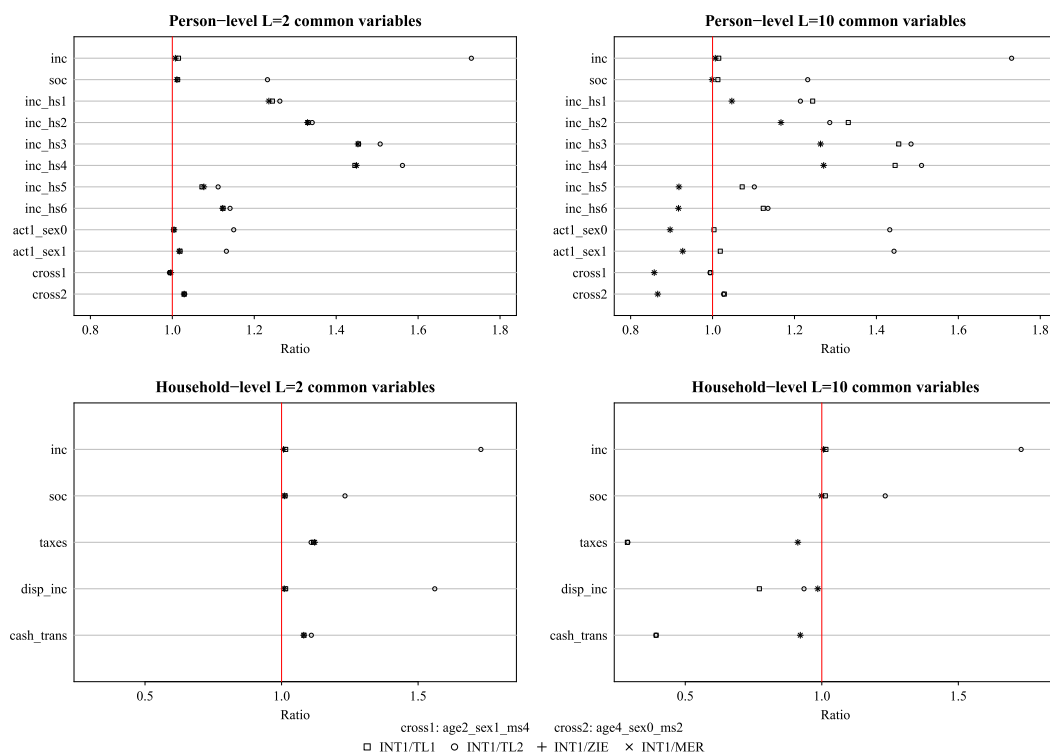 Person−level L=2 common variables
inc
soc
inc_hs1
inc_hs2
inc_hs3
inc_hs4
inc_hs5
inc_hs6
act1_sex0
act1_sex1
cross1
cross2
0.8 1.0 1.2 1.4 1.6 1.8
Ratio
Person−level L=10 common variables
inc
soc
inc_hs1
inc_hs2
inc_hs3
inc_hs4
inc_hs5
inc_hs6
act1_sex0
act1_sex1
cross1
cross2
0.8 1.0 1.2 1.4 1.6 1.8
Ratio
Household−level L=2 common variables
inc
soc
taxes
disp_inc
cash_trans
0.5 1.0 1.5
Ratio
Household−level L=10 common variables
inc
soc
taxes
disp_inc
cash_trans
0.5 1.0 1.5
Ratio
cross1: age2_sex1_ms4 cross2: age4_sex0_ms2
INT1/TL1 INT1/TL2 INT1/ZIE INT1/MER